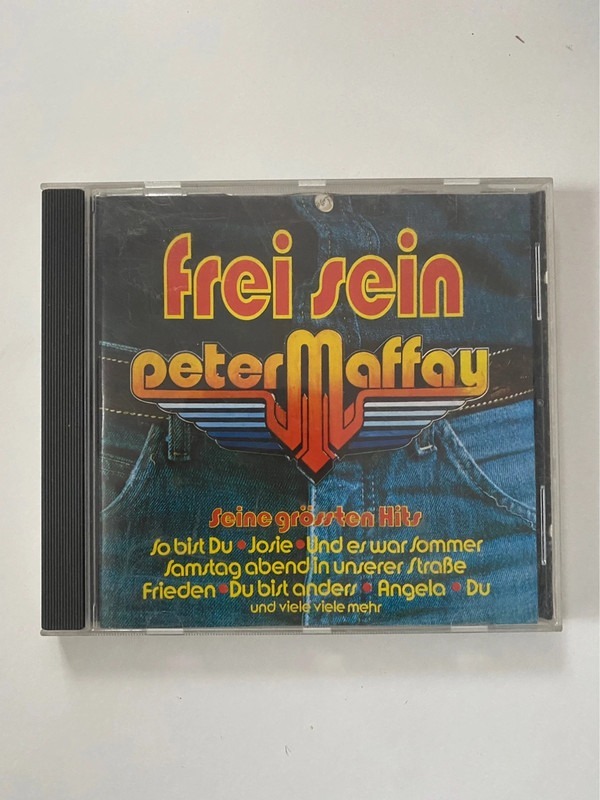 frei sein
peter Maffay
Seine grössten Hits
So bist Du • Josie • Und es war Sommer
Samstag abend in unserer Straße
Frieden • Du bist anders • Angela • Du
und viele viele mehr